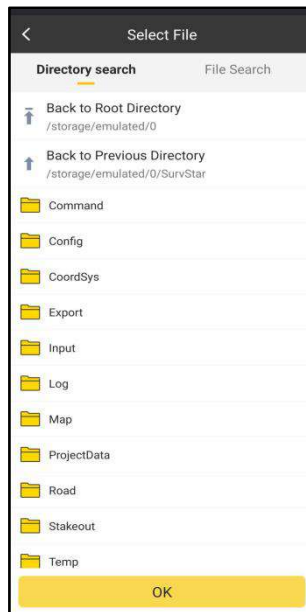 Select File
Directory search File Search
Back to Root Directory
/storage/emulated/0
Back to Previous Directory
/storage/emulated/0/SurvStar
Command
Config
CoordSys
Export
Input
Log
Map
ProjectData
Road
Stakeout
Temp
OK